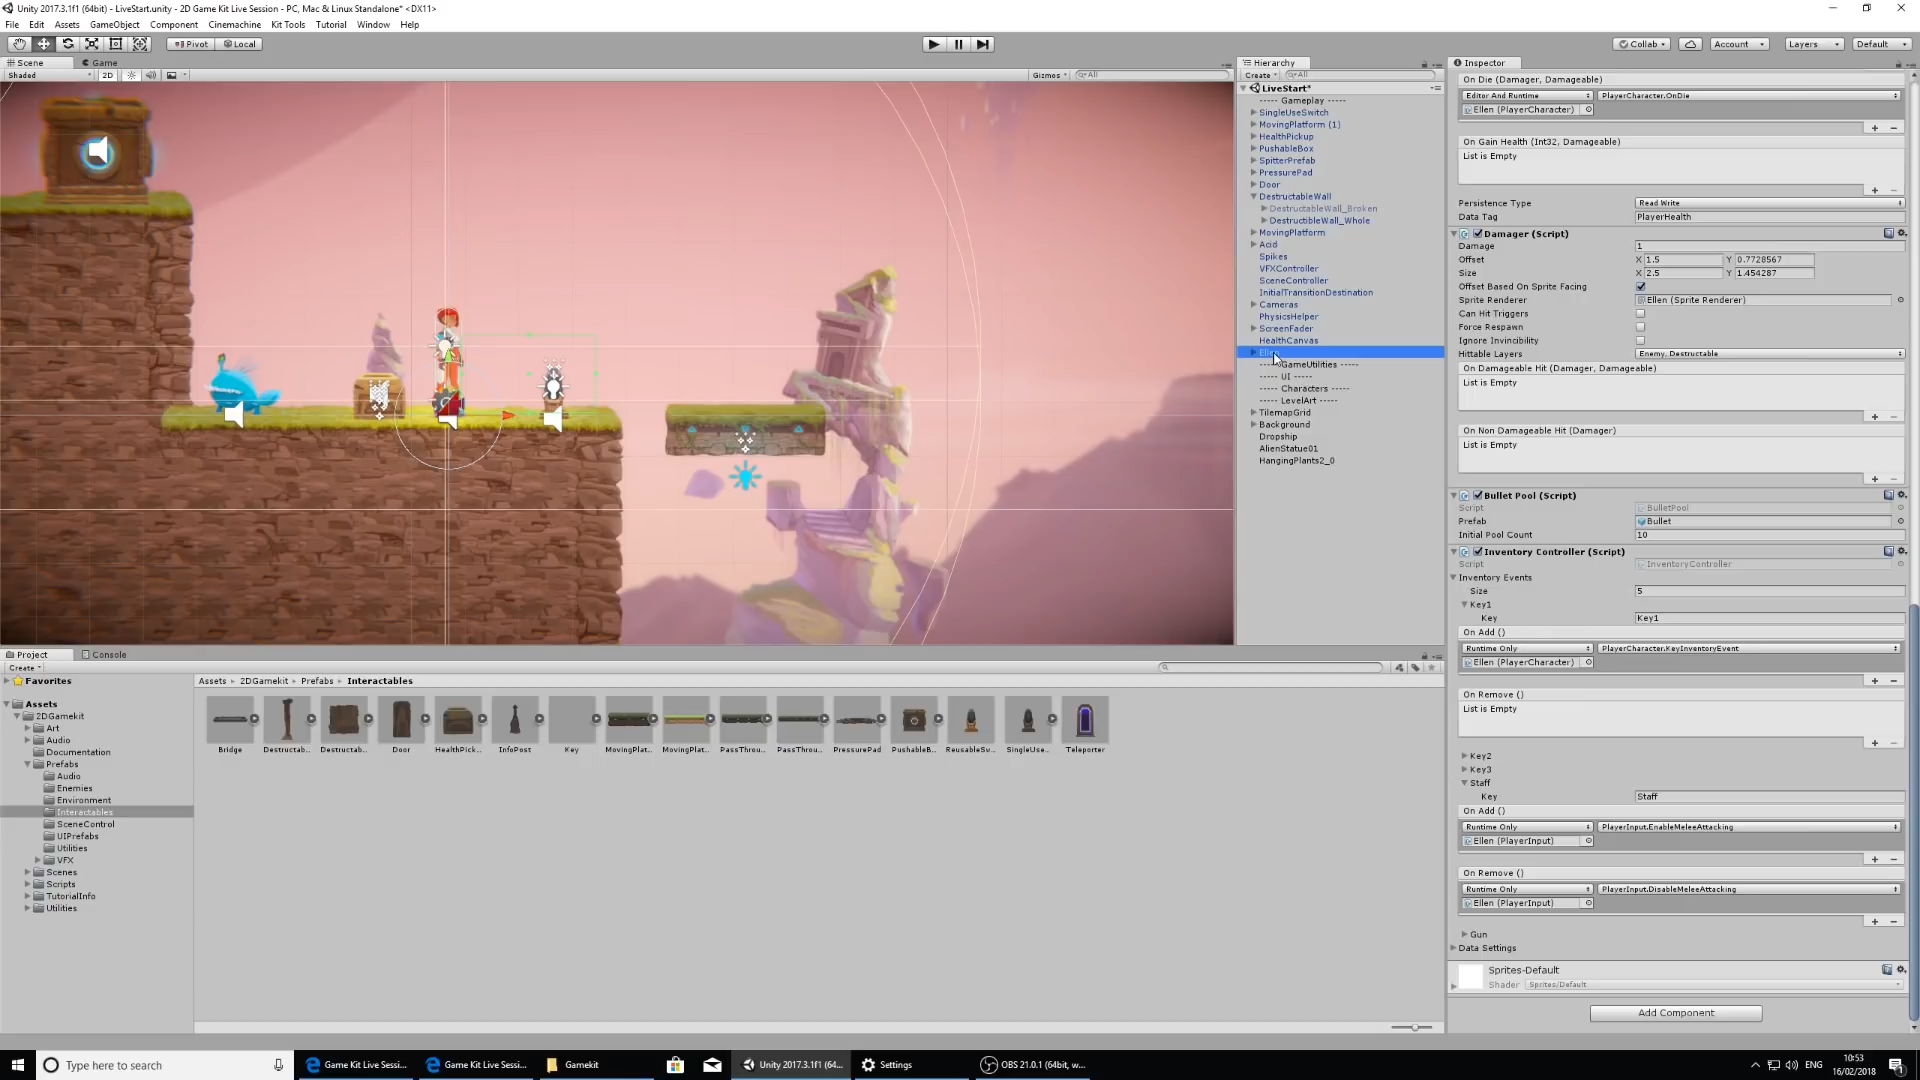 Unity 2017.3.1f1 (64bit) - LiveStart.unity - 2D Game Kit Live Session - PC, Mac & Linux Standalone* <DX11>
File Edit Assets GameObject Component Cinemachine Kit Tools Tutorial Window Help
Pivot Local
Collab Account Layers Default
Scene Game
Shaded 2D Gizmos All
Hierarchy
Create All
LiveStart*
----- Gameplay -----
SingleUseSwitch
MovingPlatform (1)
HealthPickup
PushableBox
SpitterPrefab
PressurePad
Door
DestructableWall
DestructableWall_Broken
DestructibleWall_Whole
MovingPlatform
Acid
Spikes
VFXController
SceneController
InitialTransitionDestination
Cameras
PhysicsHelper
ScreenFader
HealthCanvas
Ellen
-----GameUtilities -----
----- UI -----
----- Characters -----
----- LevelArt -----
TilemapGrid
Background
Dropship
AlienStatue01
HangingPlants2_0
Inspector
On Die (Damager, Damageable)
Editor And Runtime PlayerCharacter.OnDie
Ellen (PlayerCharacter)
On Gain Health (Int32, Damageable)
List is Empty
Persistence Type Read Write
Data Tag PlayerHealth
Damager (Script)
Damage 1
Offset X 1.5 Y 0.7728567
Size X 2.5 Y 1.454287
Offset Based On Sprite Facing
Sprite Renderer Ellen (Sprite Renderer)
Can Hit Triggers
Force Respawn
Ignore Invincibility
Hittable Layers Enemy, Destructable
On Damageable Hit (Damager, Damageable)
List is Empty
On Non Damageable Hit (Damager)
List is Empty
Bullet Pool (Script)
Script BulletPool
Prefab Bullet
Initial Pool Count 10
Inventory Controller (Script)
Script InventoryController
Inventory Events
Size 5
Key1
Key Key1
On Add ()
Runtime Only PlayerCharacter.KeyInventoryEvent
Ellen (PlayerCharacter)
On Remove ()
List is Empty
Key2
Key3
Staff
Key Staff
On Add ()
Runtime Only PlayerInput.EnableMeleeAttacking
Ellen (PlayerInput)
On Remove ()
Runtime Only PlayerInput.DisableMeleeAttacking
Ellen (PlayerInput)
Gun
Data Settings
Sprites-Default
Shader Sprites/Default
Add Component
Project Console
Create
Favorites
Assets
2DGamekit
Art
Audio
Documentation
Prefabs
Audio
Enemies
Environment
Interactables
SceneControl
UIPrefabs
Utilities
VFX
Scenes
Scripts
TutorialInfo
Utilities
Assets 2DGamekit Prefabs Interactables
Bridge Destructab... Destructab... Door HealthPick... InfoPost Key MovingPlat... MovingPlat... PassThrou... PassThrou... PressurePad PushableB... ReusableSw... SingleUse... Teleporter
Type here to search Game Kit Live Sessi... Game Kit Live Sessi... Gamekit Unity 2017.3.1f1 (64... Settings OBS 21.0.1 (64bit, w... ENG 10:53
16/02/2018